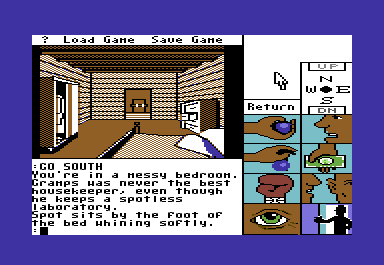 ? Load Game Save Game
UP
N
W E
S
DN
Return
:GO SOUTH
You're in a messy bedroom.
Cramps was never the best
housekeeper, even though
he keeps a spotless
laboratory.
Spot sits by the foot of
the bed whining softly.
: